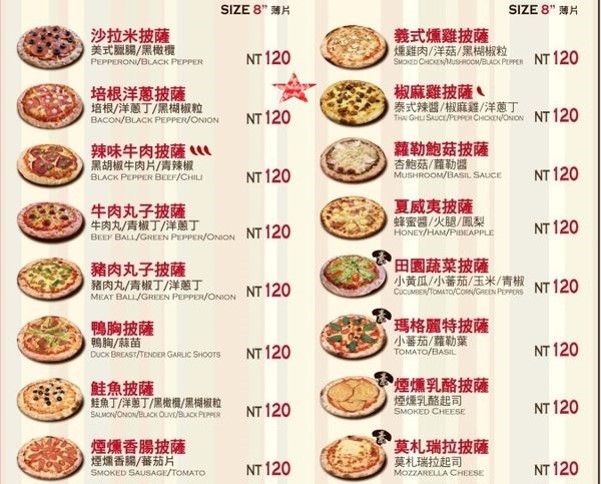 SIZE 8" 薄片
沙拉米披薩
美式臘腸/黑橄欖
PEPPERONI/BLACK PEPPER
NT 120
培根洋蔥披薩
培根/洋蔥丁/黑楜椒粒
BACON/BLACK PEPPER/ONION
NT 120
辣味牛肉披薩
黑胡椒牛肉片/青辣椒
BLACK PEPPER BEEF/CHILI
NT 120
牛肉丸子披薩
牛肉丸/青椒丁/洋蔥丁
BEEF BALL/GREEN PEPPER/ONION
NT 120
豬肉丸子披薩
豬肉丸/青椒丁/洋蔥丁
MEAT BALL/GREEN PEPPER/ONION
NT 120
鴨胸披薩
鴨胸/蒜苗
DUCK BREAST/TENDER GARLIC SHOOTS
NT 120
鮭魚披薩
鮭魚丁/洋蔥丁/黑橄欖/黑楜椒粒
SALMON/ONION/BLACK OLIVE/BLACK PEPPER
NT 120
煙燻香腸披薩
煙燻香腸/蕃茄片
SMOKED SAUSAGE/TOMATO
NT 120
SIZE 8" 薄片
義式燻雞披薩
燻雞肉/洋菇/黑楜椒粒
SMOKED CHICKEN/MUSHROOM/BLACK PEPPER
NT 120
椒麻雞披薩
泰式辣醬/椒麻雞/洋蔥丁
THAI GHILI SAUCE/PEPPER CHICKEN/ONION
NT 120
蘿勒鮑菇披薩
杏鮑菇/蘿勒醬
MUSHROOM/BASIL SAUCE
NT 120
夏威夷披薩
蜂蜜醬/火腿/鳳梨
HONEY/HAM/PIBEAPPLE
NT 120
田園蔬菜披薩
小黃瓜/小蕃茄/玉米/青椒
CUCUMBER/TOMATO/CORN/GREEN PEPPERS
NT 120
瑪格麗特披薩
小蕃茄/蘿勒葉
TOMATO/BASIL
NT 120
煙燻乳酪披薩
煙燻乳酪起司
SMOKED CHEESE
NT 120
莫札瑞拉披薩
莫札瑞拉起司
MOZZARELLA CHEESE
NT 120